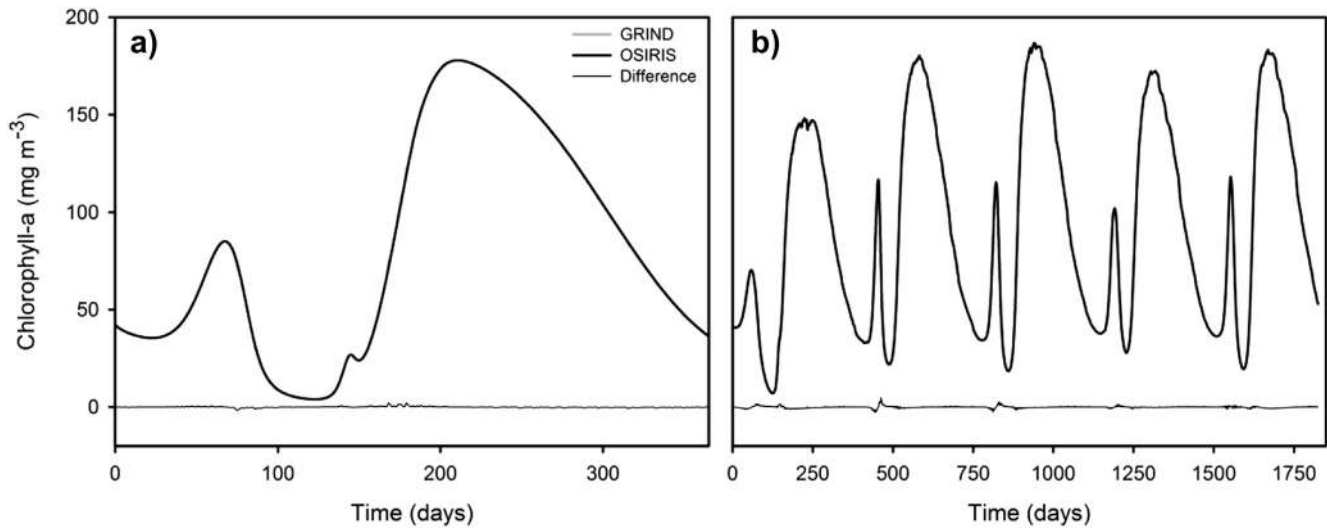 a)
GRIND
OSIRIS
Difference
b)
Chlorophyll-a (mg m⁻³)
200
150
100
50
0
0 100 200 300
Time (days)
0 250 500 750 1000 1250 1500 1750
Time (days)